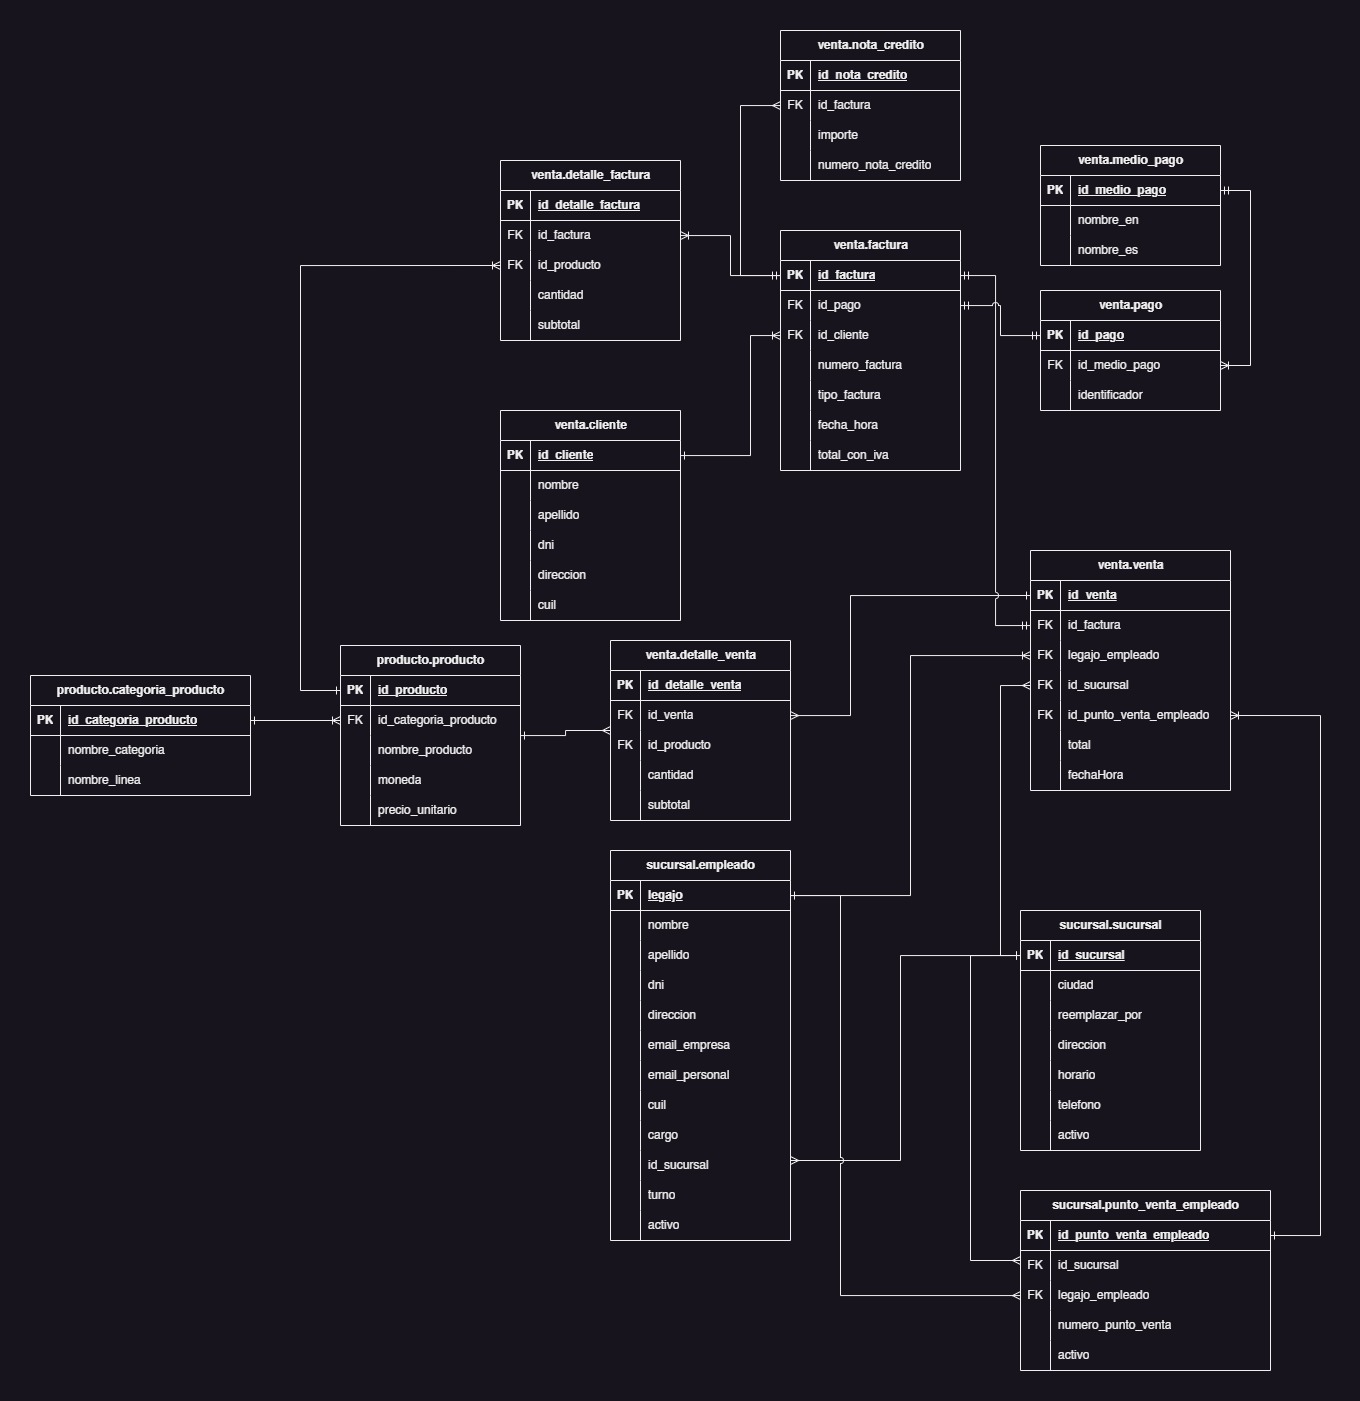 venta.nota_credito
PK id_nota_credito
FK id_factura
importe
numero_nota_credito
venta.medio_pago
PK id_medio_pago
nombre_en
nombre_es
venta.detalle_factura
PK id_detalle_factura
FK id_factura
FK id_producto
cantidad
subtotal
venta.factura
PK id_factura
FK id_pago
FK id_cliente
numero_factura
tipo_factura
fecha_hora
total_con_iva
venta.pago
PK id_pago
FK id_medio_pago
identificador
venta.cliente
PK id_cliente
nombre
apellido
dni
direccion
cuil
venta.venta
PK id_venta
FK id_factura
FK legajo_empleado
FK id_sucursal
FK id_punto_venta_empleado
total
fechaHora
producto.categoria_producto
PK id_categoria_producto
nombre_categoria
nombre_linea
producto.producto
PK id_producto
FK id_categoria_producto
nombre_producto
moneda
precio_unitario
venta.detalle_venta
PK id_detalle_venta
FK id_venta
FK id_producto
cantidad
subtotal
sucursal.empleado
PK legajo
nombre
apellido
dni
direccion
email_empresa
email_personal
cuil
cargo
id_sucursal
turno
activo
sucursal.sucursal
PK id_sucursal
ciudad
reemplazar_por
direccion
horario
telefono
activo
sucursal.punto_venta_empleado
PK id_punto_venta_empleado
FK id_sucursal
FK legajo_empleado
numero_punto_venta
activo